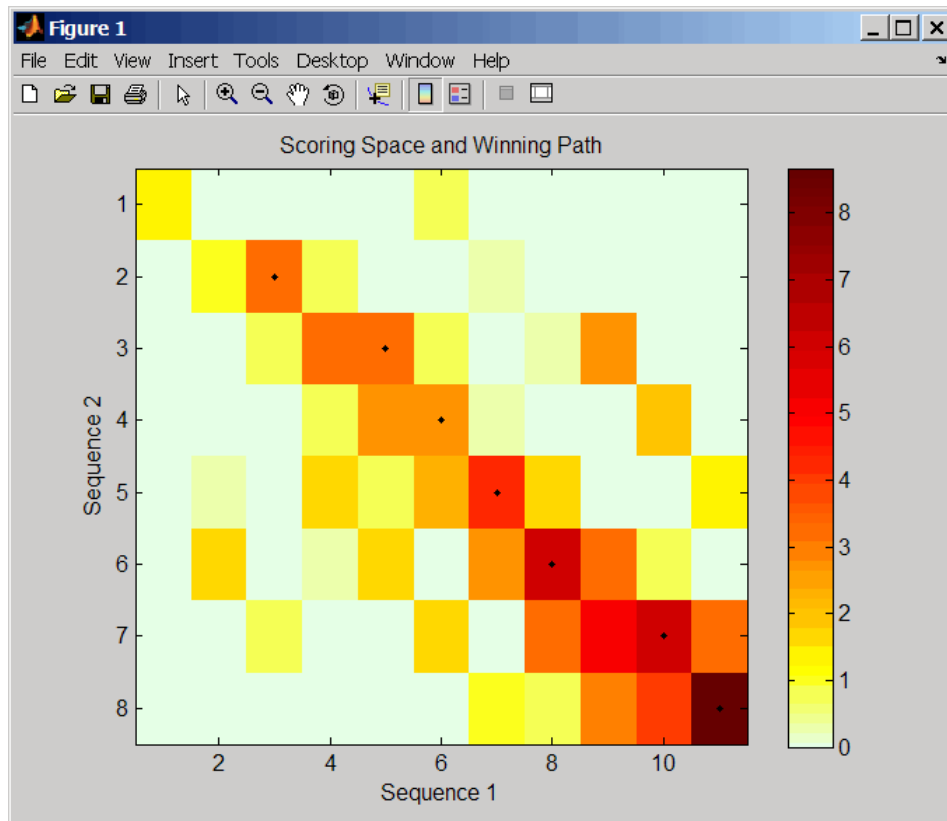 Figure 1
File Edit View Insert Tools Desktop Window Help
Scoring Space and Winning Path
1
2
3
4
5
6
7
8
Sequence 2
2 4 6 8 10
Sequence 1
8
7
6
5
4
3
2
1
0